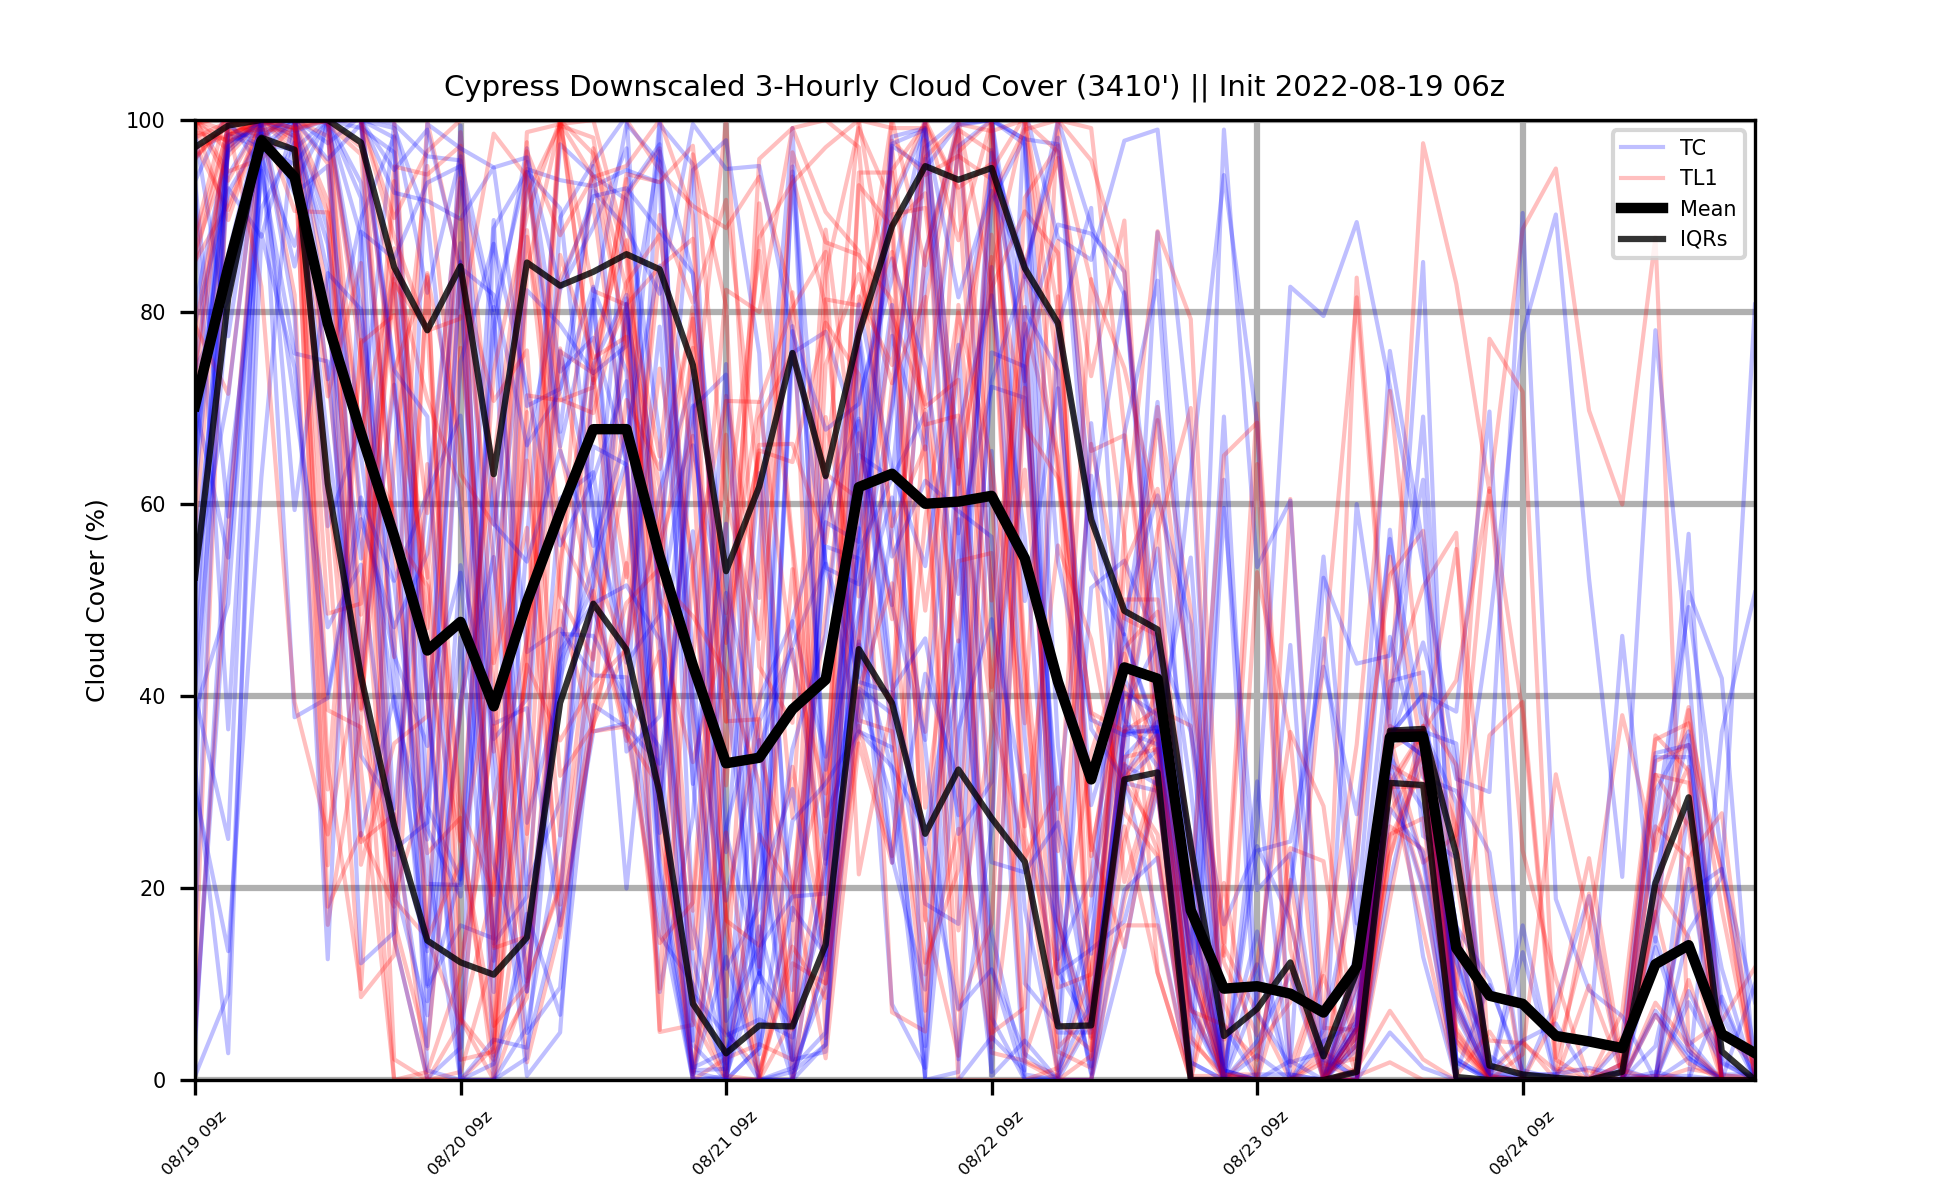 Cypress Downscaled 3-Hourly Cloud Cover (3410') || Init 2022-08-19 06z
TC
TL1
Mean
IQRs
Cloud Cover (%)
100
80
60
40
20
0
08/19 09z
08/20 09z
08/21 09z
08/22 09z
08/23 09z
08/24 09z